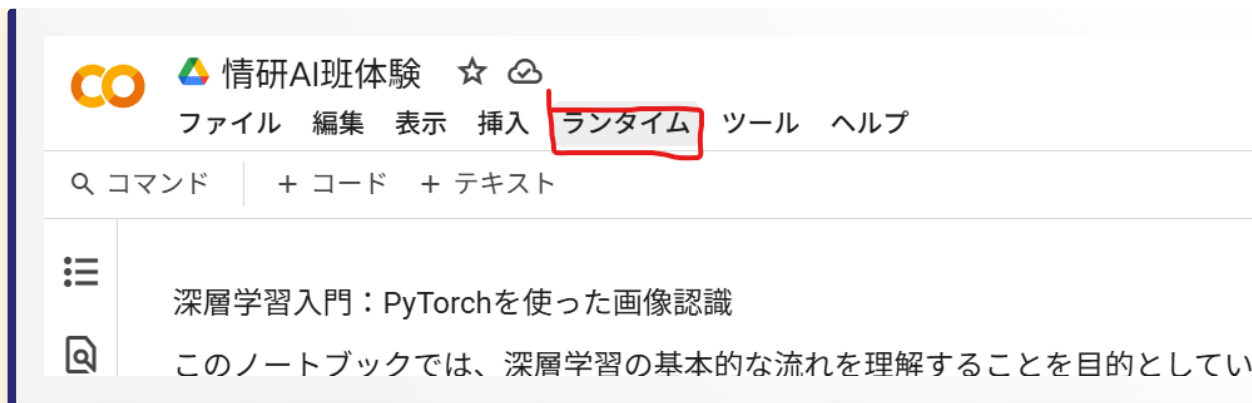 情研AI班体験
ファイル 編集 表示 挿入 ランタイム ツール ヘルプ
コマンド + コード + テキスト
深層学習入門：PyTorchを使った画像認識
このノートブックでは、深層学習の基本的な流れを理解することを目的としてい